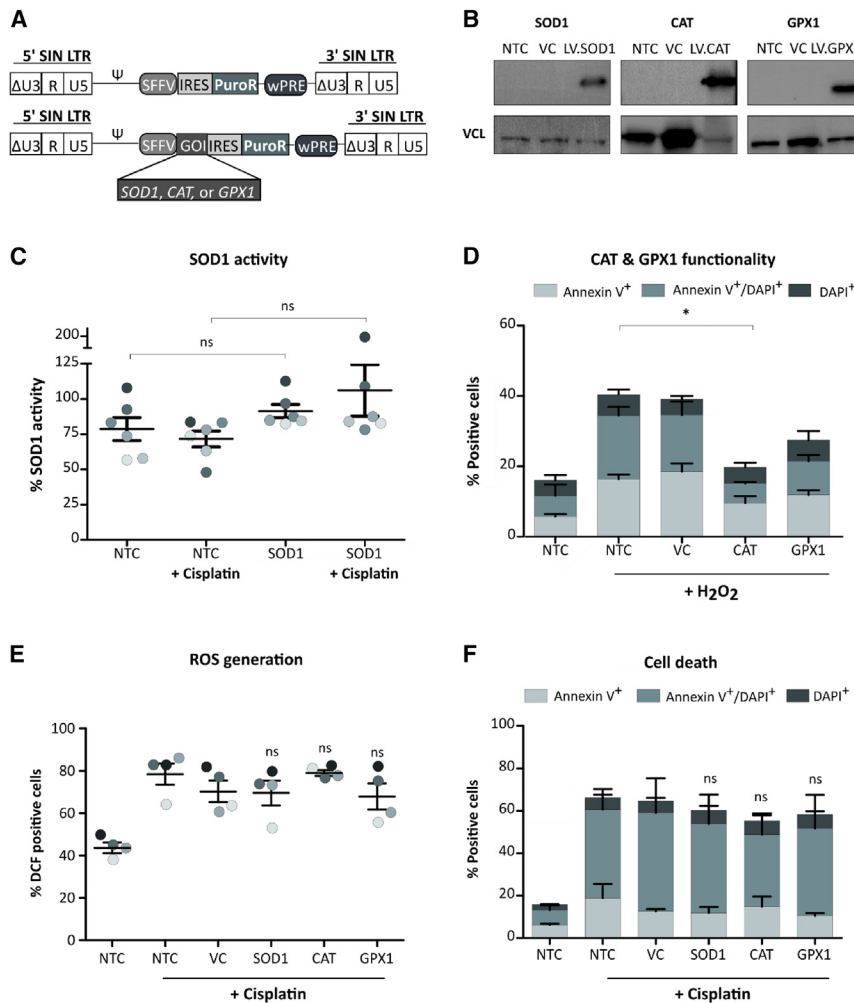 A
5' SIN LTR
3' SIN LTR
ΔU3 R U5
Ψ
SFFV IRES PuroR wPRE
ΔU3 R U5
5' SIN LTR
3' SIN LTR
ΔU3 R U5
Ψ
SFFV GOI IRES PuroR wPRE
ΔU3 R U5
SOD1, CAT, or GPX1
B
SOD1 CAT GPX1
NTC VC LV.SOD1 NTC VC LV.CAT NTC VC LV.GPX
VCL
C
SOD1 activity
ns
ns
200
125
100
75
50
25
0
% SOD1 activity
NTC
NTC
+ Cisplatin
SOD1
SOD1
+ Cisplatin
D
CAT & GPX1 functionality
Annexin V+ Annexin V+/DAPI+ DAPI+
*
60
40
20
0
% Positive cells
NTC NTC VC CAT GPX1
+ H2O2
E
ROS generation
ns ns ns
100
80
60
40
20
0
% DCF positive cells
NTC NTC VC SOD1 CAT GPX1
+ Cisplatin
F
Cell death
Annexin V+ Annexin V+/DAPI+ DAPI+
ns ns ns
100
80
60
40
20
0
% Positive cells
NTC NTC VC SOD1 CAT GPX1
+ Cisplatin